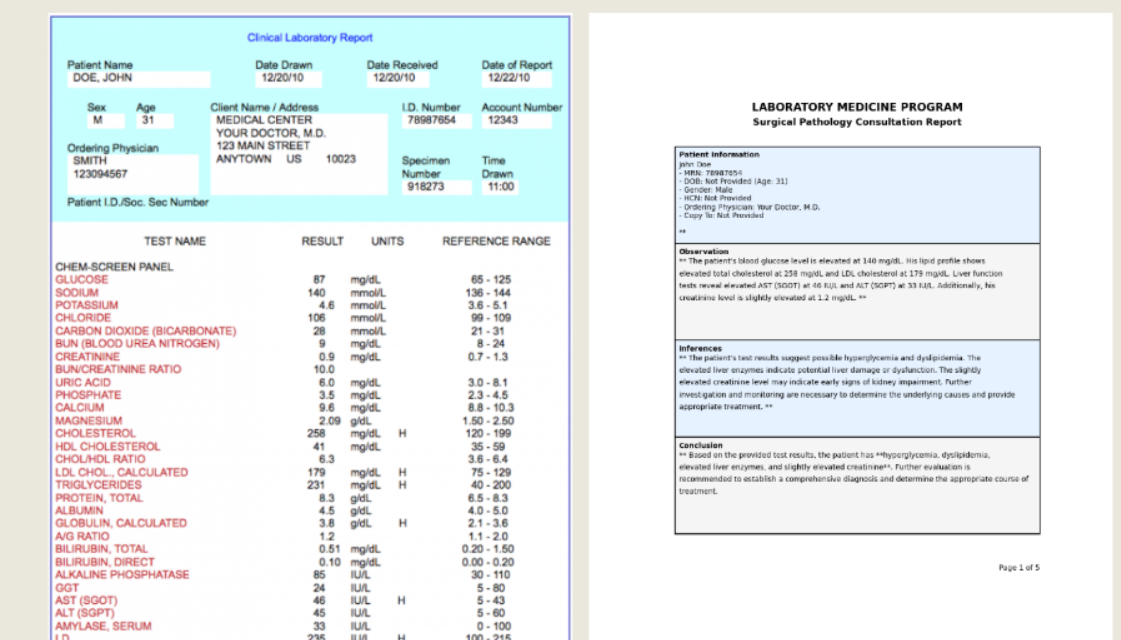 Clinical Laboratory Report
Patient Name Date Drawn Date Received Date of Report
DOE, JOHN 12/20/10 12/20/10 12/22/10
Sex Age Client Name / Address I.D. Number Account Number
M 31 MEDICAL CENTER 78987654 12343
YOUR DOCTOR, M.D.
Ordering Physician 123 MAIN STREET
SMITH ANYTOWN US 10023 Specimen Time
123094567 Number Drawn
918273 11:00
Patient I.D./Soc. Sec Number
TEST NAME RESULT UNITS REFERENCE RANGE
CHEM-SCREEN PANEL
GLUCOSE 87 mg/dL 65 - 125
SODIUM 140 mmol/L 136 - 144
POTASSIUM 4.6 mmol/L 3.6 - 5.1
CHLORIDE 106 mmol/L 99 - 109
CARBON DIOXIDE (BICARBONATE) 28 mmol/L 21 - 31
BUN (BLOOD UREA NITROGEN) 9 mg/dL 8 - 24
CREATININE 0.9 mg/dL 0.7 - 1.3
BUN/CREATININE RATIO 10.0
URIC ACID 6.0 mg/dL 3.0 - 8.1
PHOSPHATE 3.5 mg/dL 2.3 - 4.5
CALCIUM 9.6 mg/dL 8.8 - 10.3
MAGNESIUM 2.09 g/dL 1.50 - 2.50
CHOLESTEROL 258 mg/dL H 120 - 199
HDL CHOLESTEROL 41 mg/dL 35 - 59
CHOL/HDL RATIO 6.3 3.6 - 6.4
LDL CHOL., CALCULATED 179 mg/dL H 75 - 129
TRIGLYCERIDES 231 mg/dL H 40 - 200
PROTEIN, TOTAL 8.3 g/dL 6.5 - 8.3
ALBUMIN 4.5 g/dL 4.0 - 5.0
GLOBULIN, CALCULATED 3.8 g/dL H 2.1 - 3.6
A/G RATIO 1.2 1.1 - 2.0
BILIRUBIN, TOTAL 0.51 mg/dL 0.20 - 1.50
BILIRUBIN, DIRECT 0.10 mg/dL 0.00 - 0.20
ALKALINE PHOSPHATASE 85 IU/L 30 - 110
GGT 24 IU/L 5 - 80
AST (SGOT) 46 IU/L H 5 - 43
ALT (SGPT) 45 IU/L 5 - 60
AMYLASE, SERUM 33 IU/L 0 - 100
LD 235 IU/L H 100 - 215
LABORATORY MEDICINE PROGRAM
Surgical Pathology Consultation Report
Patient Information
John Doe
- MRN: 78987654
- DOB: Not Provided (Age: 31)
- Gender: Male
- HCN: Not Provided
- Ordering Physician: Your Doctor, M.D.
- Copy To: Not Provided
**
Observation
** The patient's blood glucose level is elevated at 140 mg/dL. His lipid profile shows
elevated total cholesterol at 258 mg/dL and LDL cholesterol at 179 mg/dL. Liver function
tests reveal elevated AST (SGOT) at 46 IU/L and ALT (SGPT) at 33 IU/L. Additionally, his
creatinine level is slightly elevated at 1.2 mg/dL. **
Inferences
** The patient's test results suggest possible hyperglycemia and dyslipidemia. The
elevated liver enzymes indicate potential liver damage or dysfunction. The slightly
elevated creatinine level may indicate early signs of kidney impairment. Further
investigation and monitoring are necessary to determine the underlying causes and provide
appropriate treatment. **
Conclusion
** Based on the provided test results, the patient has **hyperglycemia, dyslipidemia,
elevated liver enzymes, and slightly elevated creatinine**. Further evaluation is
recommended to establish a comprehensive diagnosis and determine the appropriate course of
treatment.
Page 1 of 5